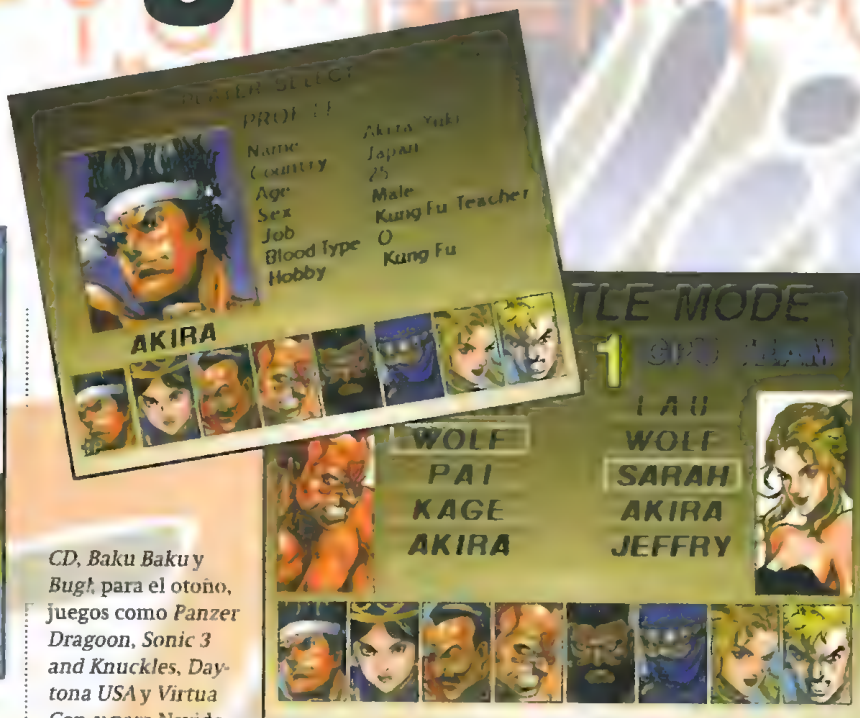 PLAYER SELECT
PROFILE
Name Akira Yuki
Country Japan
Age 25
Sex Male
Job Kung Fu Teacher
Blood Type O
Hobby Kung Fu
AKIRA
TLE MODE
1
LAU
WOLF WOLF
PAI SARAH
KAGE AKIRA
AKIRA JEFFRY
CD, Baku Baku y
Bug!, para el otoño,
juegos como Panzer
Dragoon, Sonic 3
and Knuckles, Day-
tona USA y Virtua